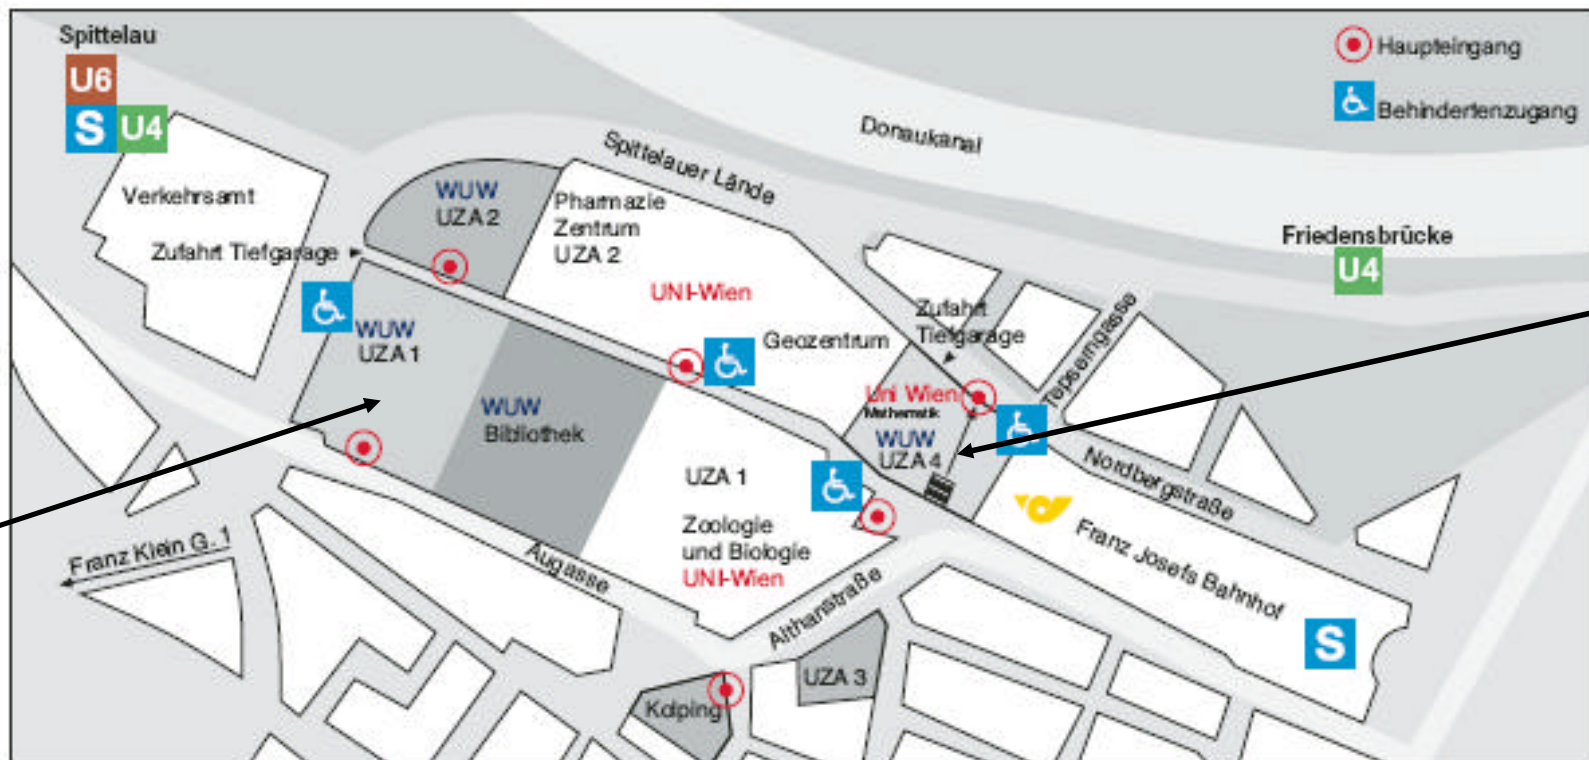 Spittelau
U6
S U4
Verkehrsamt
Zufahrt Tiefgarage
WUW
UZA 2
Pharmazie
Zentrum
UZA 2
UNI-Wien
Spittelauer Lände
Donaukanal
Haupteingang
Behindertenzugang
Friedensbrücke
U4
WUW
UZA 1
WUW
Bibliothek
Geozentrum
Zufahrt
Tiefgarage
Tepserngasse
Uni Wien
Mathematik
WUW
UZA 4
UZA 1
Zoologie
und Biologie
UNI-Wien
Nordbergstraße
Franz Josefs Bahnhof
S
Franz Klein G. 1
Augasse
Althanstraße
UZA 3
Kolping